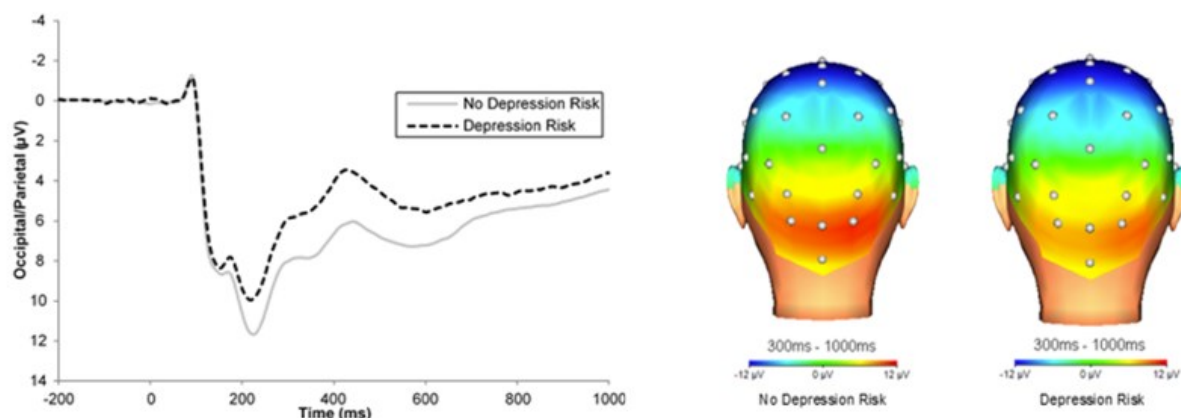 -4
-2
0
2
4
6
8
10
12
14
Occipital/Parietal (µV)
-200 0 200 400 600 800 1000
Time (ms)
No Depression Risk
Depression Risk
300ms - 1000ms
-12 µV 0 µV 12 µV
No Depression Risk
300ms - 1000ms
-12 µV 0 µV 12 µV
Depression Risk